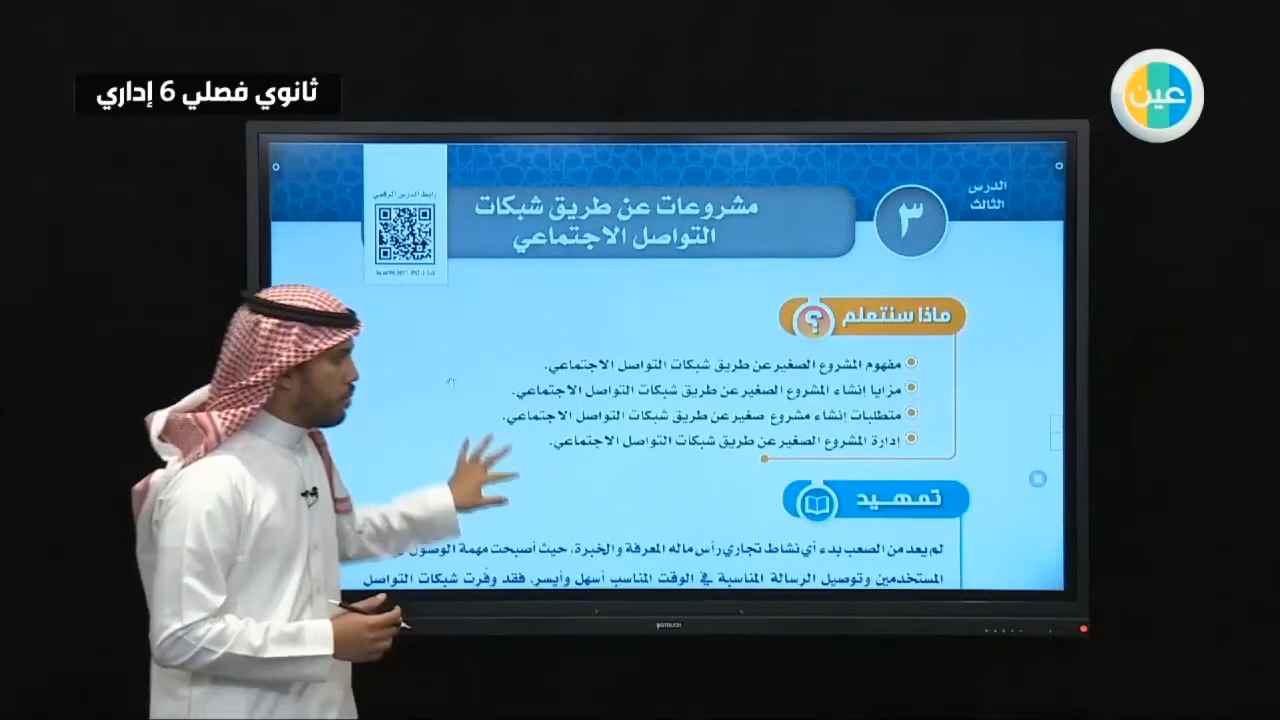 ثانوي فصلي 6 إداري
عين
الدرس
الثالث
٣
مشروعات عن طريق شبكات
التواصل الاجتماعي
رابط الدرس الرقمي
www.ien.edu.sa
ماذا سنتعلم
؟
مفهوم المشروع الصغير عن طريق شبكات التواصل الاجتماعي.
مزايا إنشاء المشروع الصغير عن طريق شبكات التواصل الاجتماعي.
متطلبات إنشاء مشروع صغير عن طريق شبكات التواصل الاجتماعي.
إدارة المشروع الصغير عن طريق شبكات التواصل الاجتماعي.
تمهيد
لم يعد من الصعب بدء أي نشاط تجاري رأس ماله المعرفة والخبرة، حيث أصبحت مهمة الوصول
المستخدمين وتوصيل الرسالة المناسبة في الوقت المناسب أسهل وأيسر، فقد وفرت شبكات التواصل